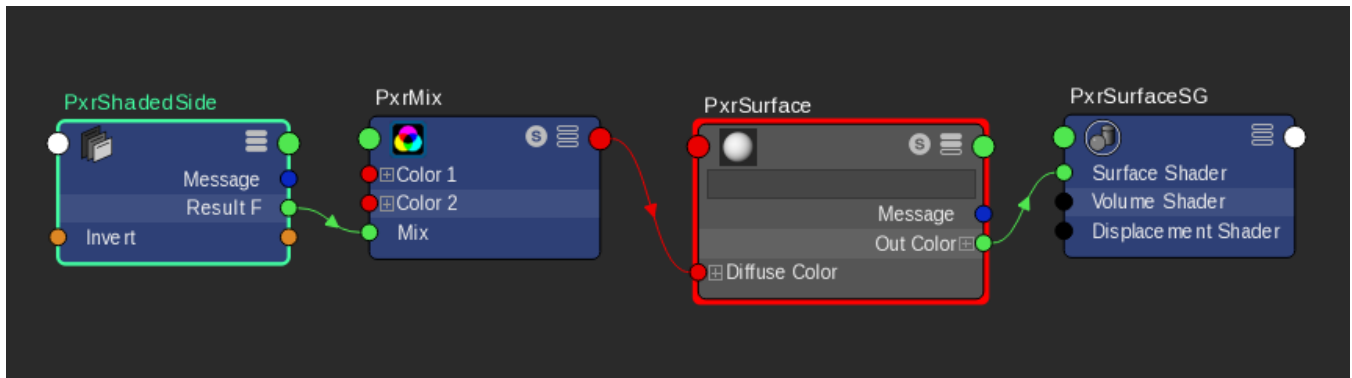 PxrShadedSide
Message
Result F
Invert
PxrMix
S
Color 1
Color 2
Mix
PxrSurface
S
Message
Out Color
Diffuse Color
PxrSurfaceSG
Surface Shader
Volume Shader
Displacement Shader